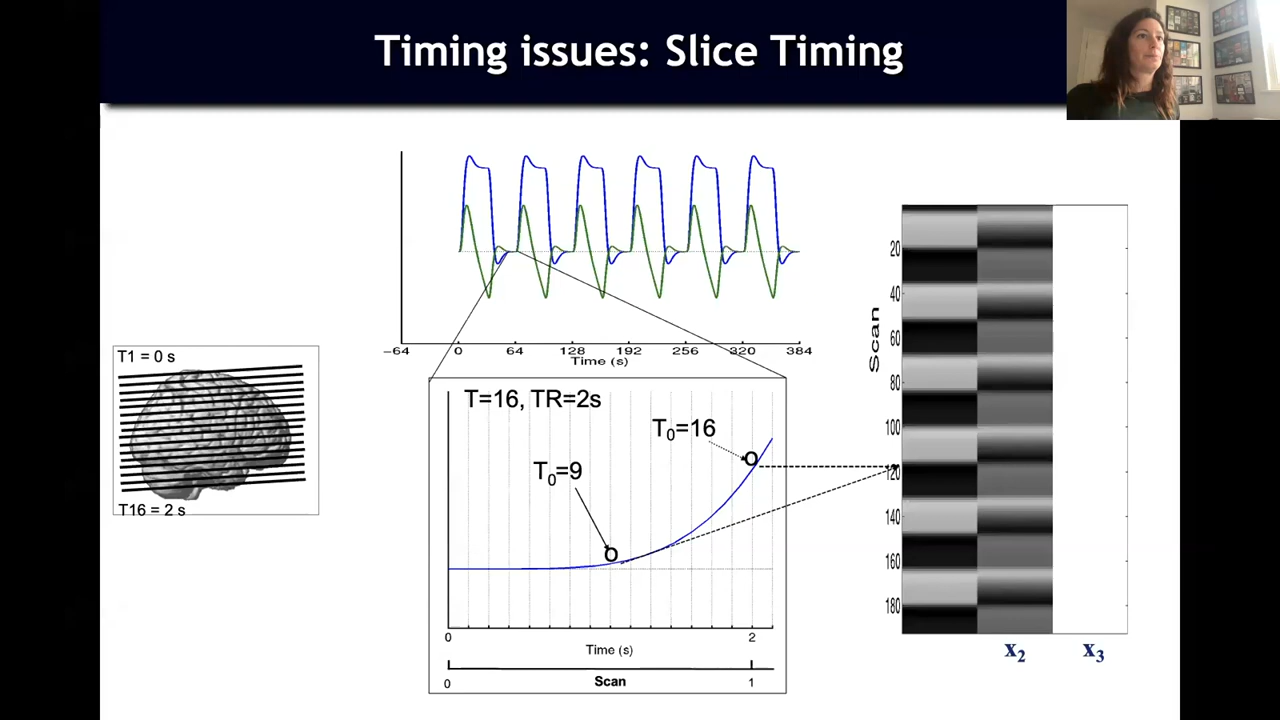 Timing issues: Slice Timing
T1 = 0 s
T16 = 2 s
−64 0 64 128 192 256 320 384
Time (s)
T=16, TR=2s
T0=16
T0=9
0 2
Time (s)
Scan
0 1
Scan
20
40
60
80
100
120
140
160
180
x2 x3